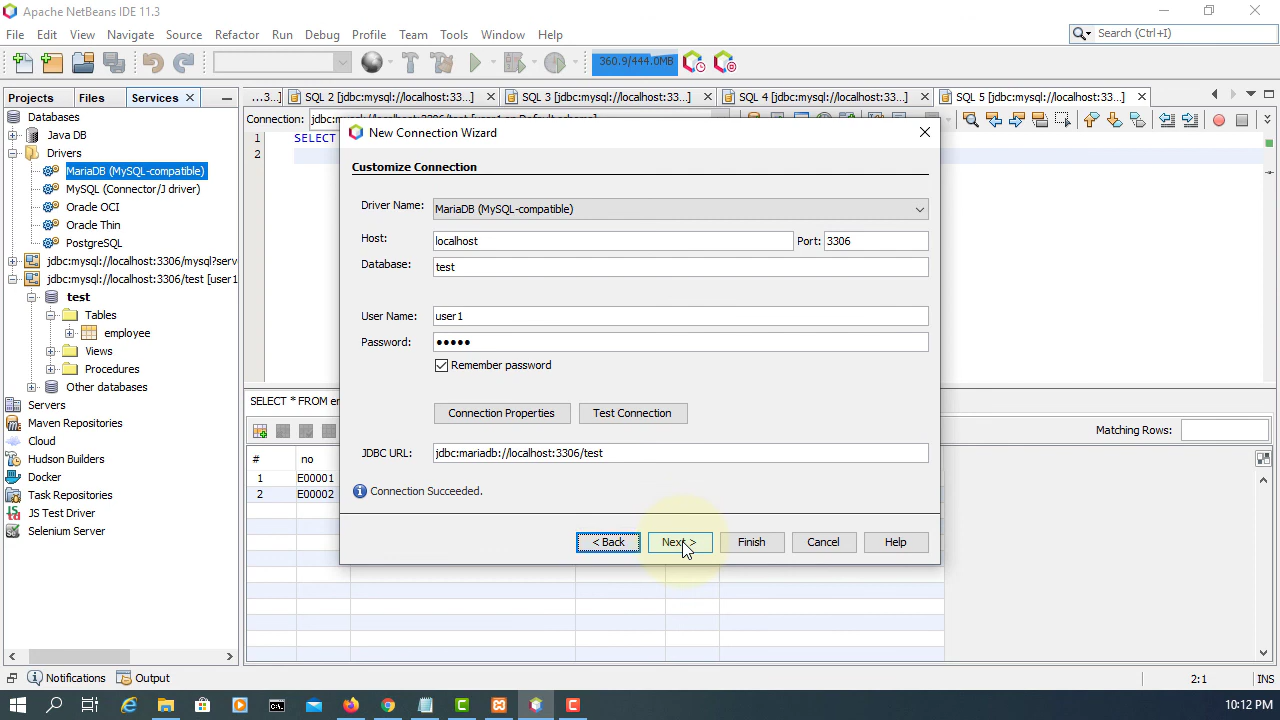 Apache NetBeans IDE 11.3
File Edit View Navigate Source Refactor Run Debug Profile Team Tools Window Help
Search (Ctrl+I)
360.9/444.0MB
Projects Files Services
...3...] SQL 2 [jdbc:mysql://localhost:33...] SQL 3 [jdbc:mysql://localhost:33...] SQL 4 [jdbc:mysql://localhost:33...] SQL 5 [jdbc:mysql://localhost:33...]
Connection:
1 SELECT
2
Databases
Java DB
Drivers
MariaDB (MySQL-compatible)
MySQL (Connector/J driver)
Oracle OCI
Oracle Thin
PostgreSQL
jdbc:mysql://localhost:3306/mysql?serv
jdbc:mysql://localhost:3306/test [user1
test
Tables
employee
Views
Procedures
Other databases
Servers
Maven Repositories
Cloud
Hudson Builders
Docker
Task Repositories
JS Test Driver
Selenium Server
New Connection Wizard
Customize Connection
Driver Name: MariaDB (MySQL-compatible)
Host: localhost Port: 3306
Database: test
User Name: user1
Password: •••••
Remember password
Connection Properties Test Connection
JDBC URL: jdbc:mariadb://localhost:3306/test
Connection Succeeded.
< Back Next > Finish Cancel Help
SELECT * FROM em
Matching Rows:
# no
1 E00001
2 E00002
Notifications Output
2:1 INS
10:12 PM